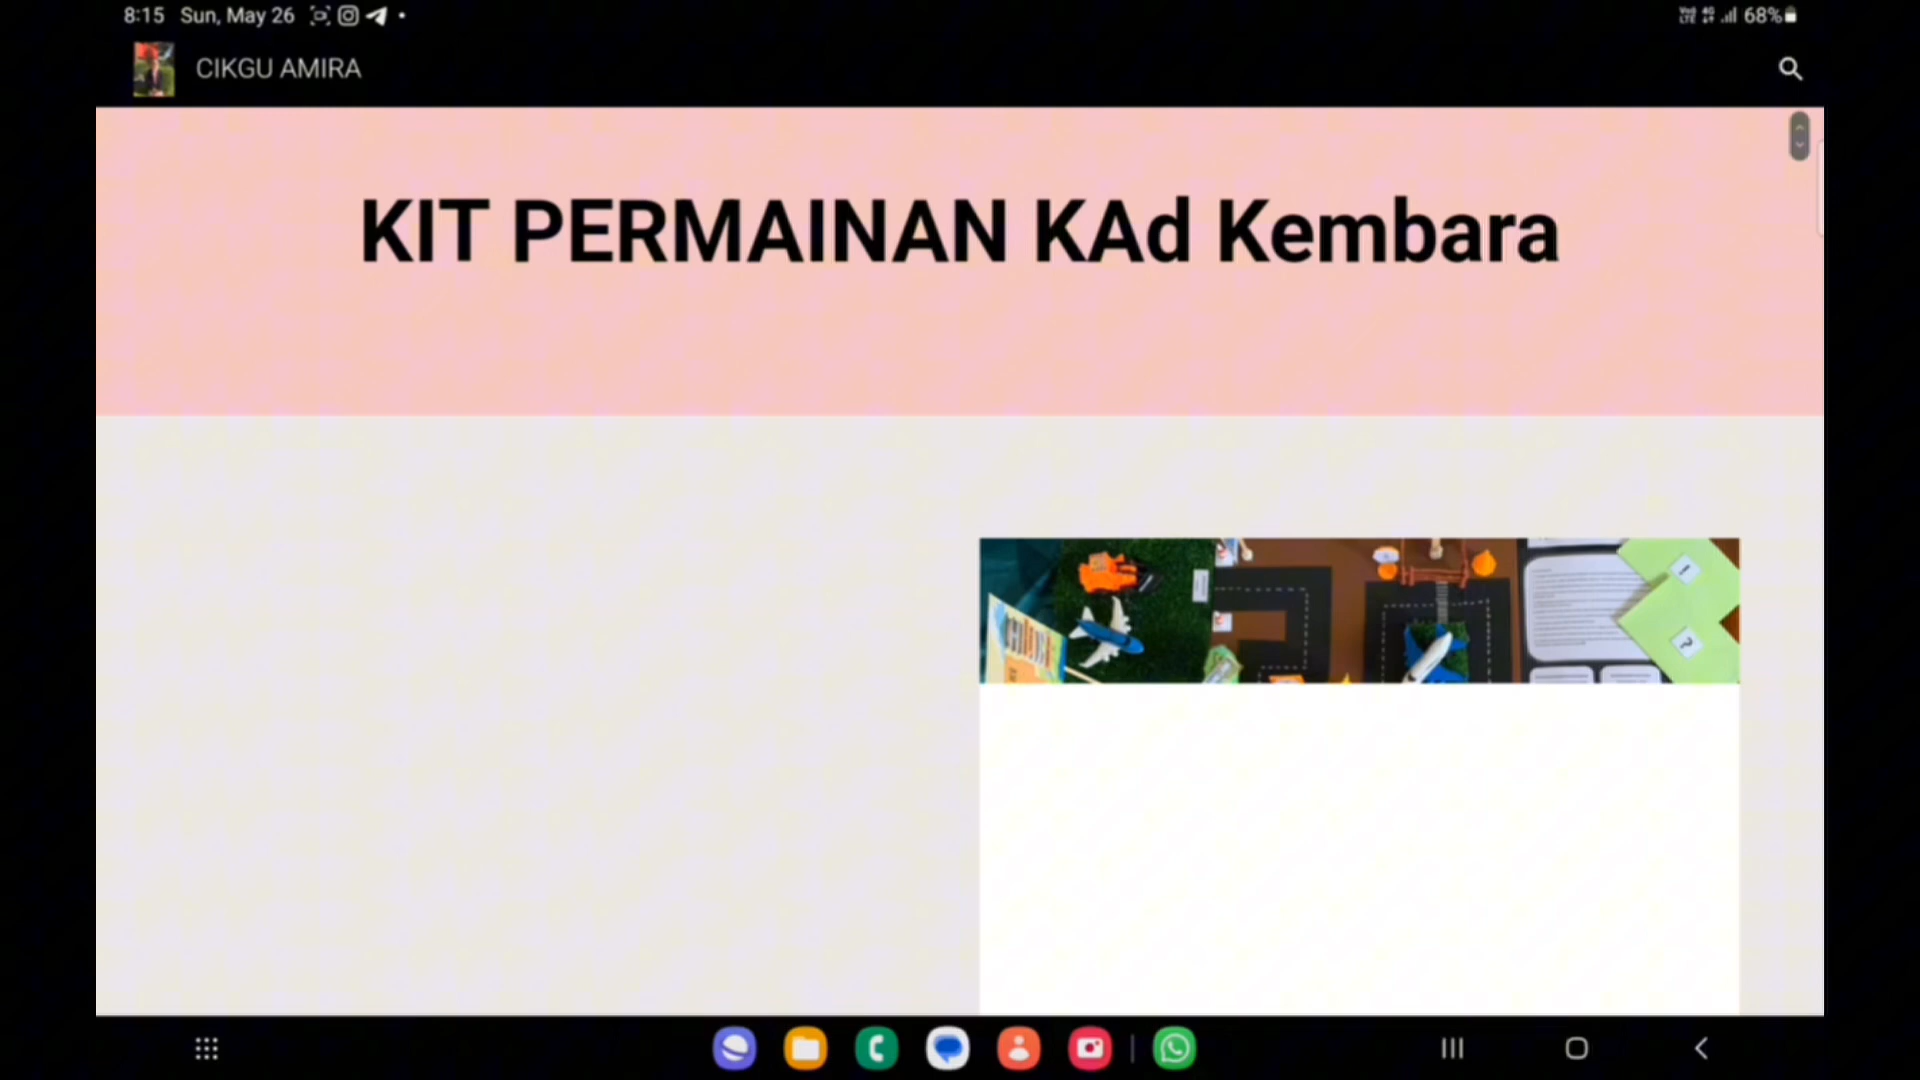 8:15 Sun, May 26
68%
CIKGU AMIRA
KIT PERMAINAN KAd Kembara
!
?